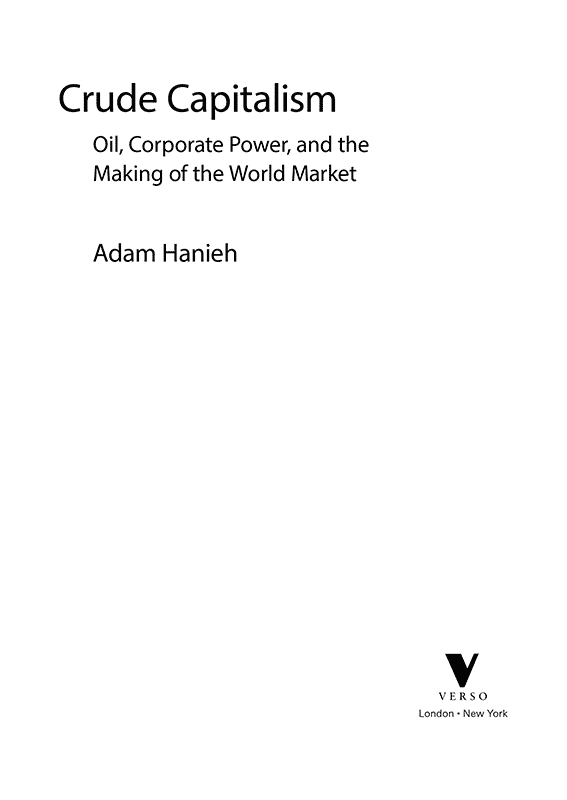 Crude Capitalism
Oil, Corporate Power, and the
Making of the World Market
Adam Hanieh
V
VERSO
London • New York